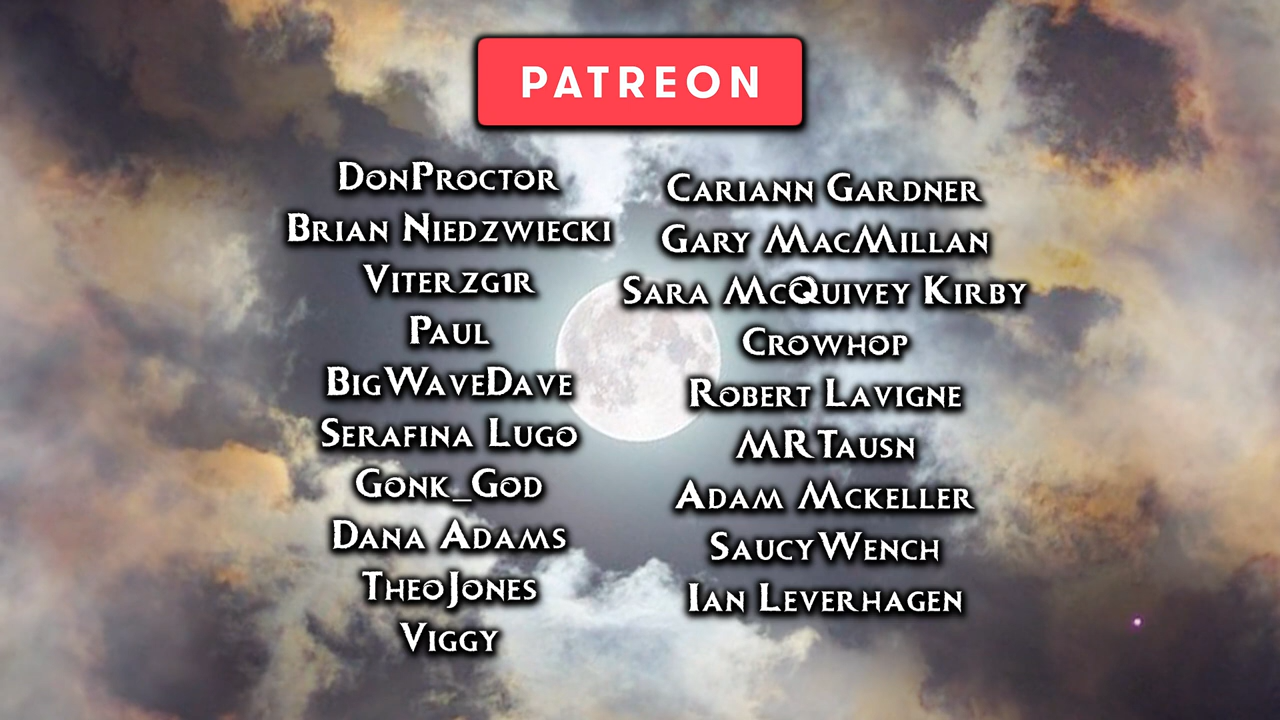 PATREON
DonProctor
Brian Niedzwiecki
Viterzg1r
Paul
BigWaveDave
Serafina Lugo
Gonk_God
Dana Adams
TheoJones
Viggy
Cariann Gardner
Gary MacMillan
Sara McQuivey Kirby
Crowhop
Robert Lavigne
MRTausn
Adam Mckeller
SaucyWench
Ian Leverhagen